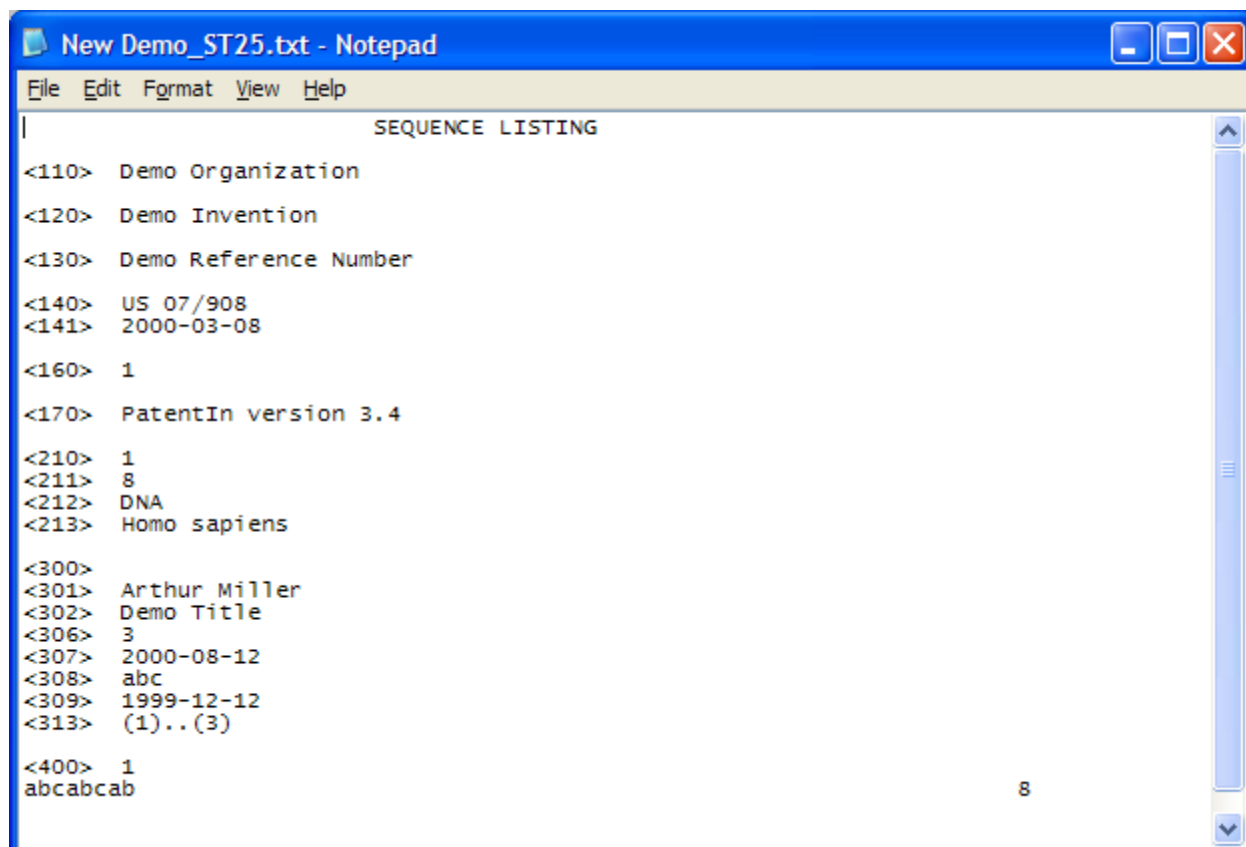 New Demo_ST25.txt - Notepad
File Edit Format View Help
SEQUENCE LISTING
<110> Demo Organization
<120> Demo Invention
<130> Demo Reference Number
<140> US 07/908
<141> 2000-03-08
<160> 1
<170> PatentIn version 3.4
<210> 1
<211> 8
<212> DNA
<213> Homo sapiens
<300>
<301> Arthur Miller
<302> Demo Title
<306> 3
<307> 2000-08-12
<308> abc
<309> 1999-12-12
<313> (1)..(3)
<400> 1
abcabcab 8